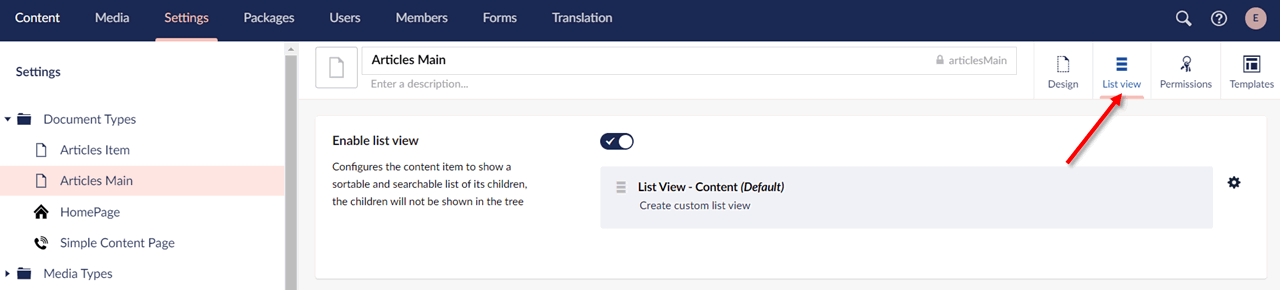 Content Media Settings Packages Users Members Forms Translation E
Settings
Document Types
Articles Item
Articles Main
HomePage
Simple Content Page
Media Types
Articles Main articlesMain
Enter a description...
Design List view Permissions Templates
Enable list view
Configures the content item to show a
sortable and searchable list of its children,
the children will not be shown in the tree
List View - Content (Default)
Create custom list view